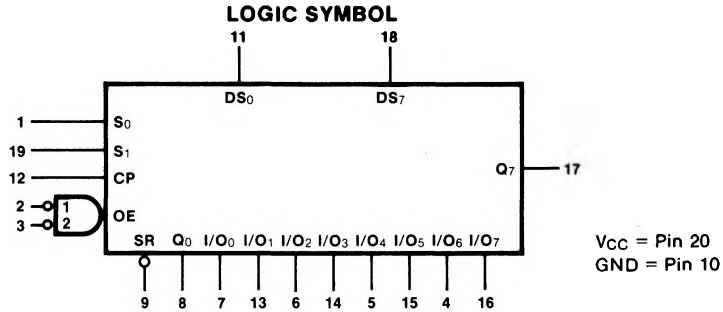 LOGIC SYMBOL
11 18
DS0 DS7
1 S0
19 S1
12 CP
Q7 17
2 1 OE
3 2
SR Q0 I/O0 I/O1 I/O2 I/O3 I/O4 I/O5 I/O6 I/O7
VCC = Pin 20
GND = Pin 10
9 8 7 13 6 14 5 15 4 16